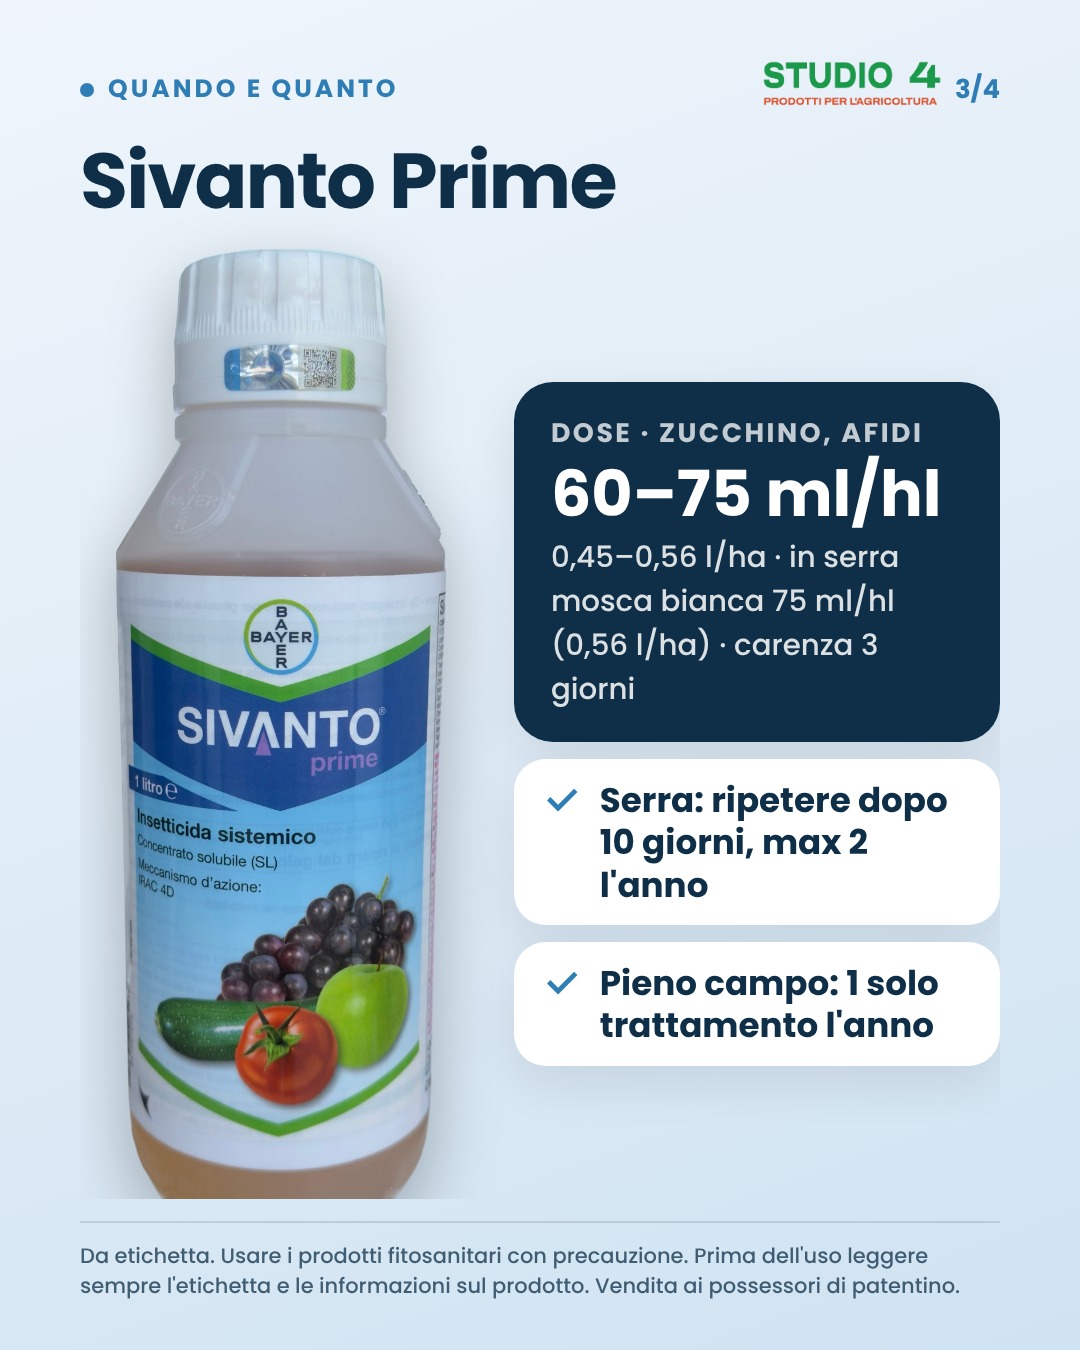 QUANDO E QUANTO
STUDIO 4
PRODOTTI PER L'AGRICOLTURA
3/4
Sivanto Prime
BAYER
BAYER
SIVANTO®
prime
1 litro ℮
Insetticida sistemico
Concentrato solubile (SL)
Meccanismo d'azione:
IRAC 4D
DOSE · ZUCCHINO, AFIDI
60–75 ml/hl
0,45–0,56 l/ha · in serra
mosca bianca 75 ml/hl
(0,56 l/ha) · carenza 3
giorni
Serra: ripetere dopo
10 giorni, max 2
l'anno
Pieno campo: 1 solo
trattamento l'anno
Da etichetta. Usare i prodotti fitosanitari con precauzione. Prima dell'uso leggere
sempre l'etichetta e le informazioni sul prodotto. Vendita ai possessori di patentino.